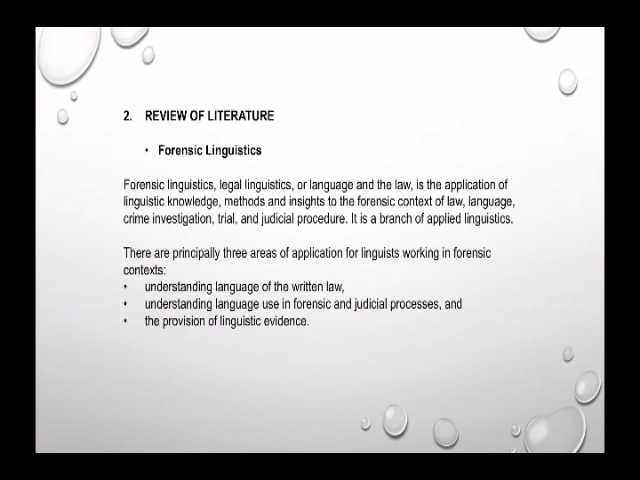 2. REVIEW OF LITERATURE
• Forensic Linguistics
Forensic linguistics, legal linguistics, or language and the law, is the application of
linguistic knowledge, methods and insights to the forensic context of law, language,
crime investigation, trial, and judicial procedure. It is a branch of applied linguistics.
There are principally three areas of application for linguists working in forensic
contexts:
• understanding language of the written law,
• understanding language use in forensic and judicial processes, and
• the provision of linguistic evidence.